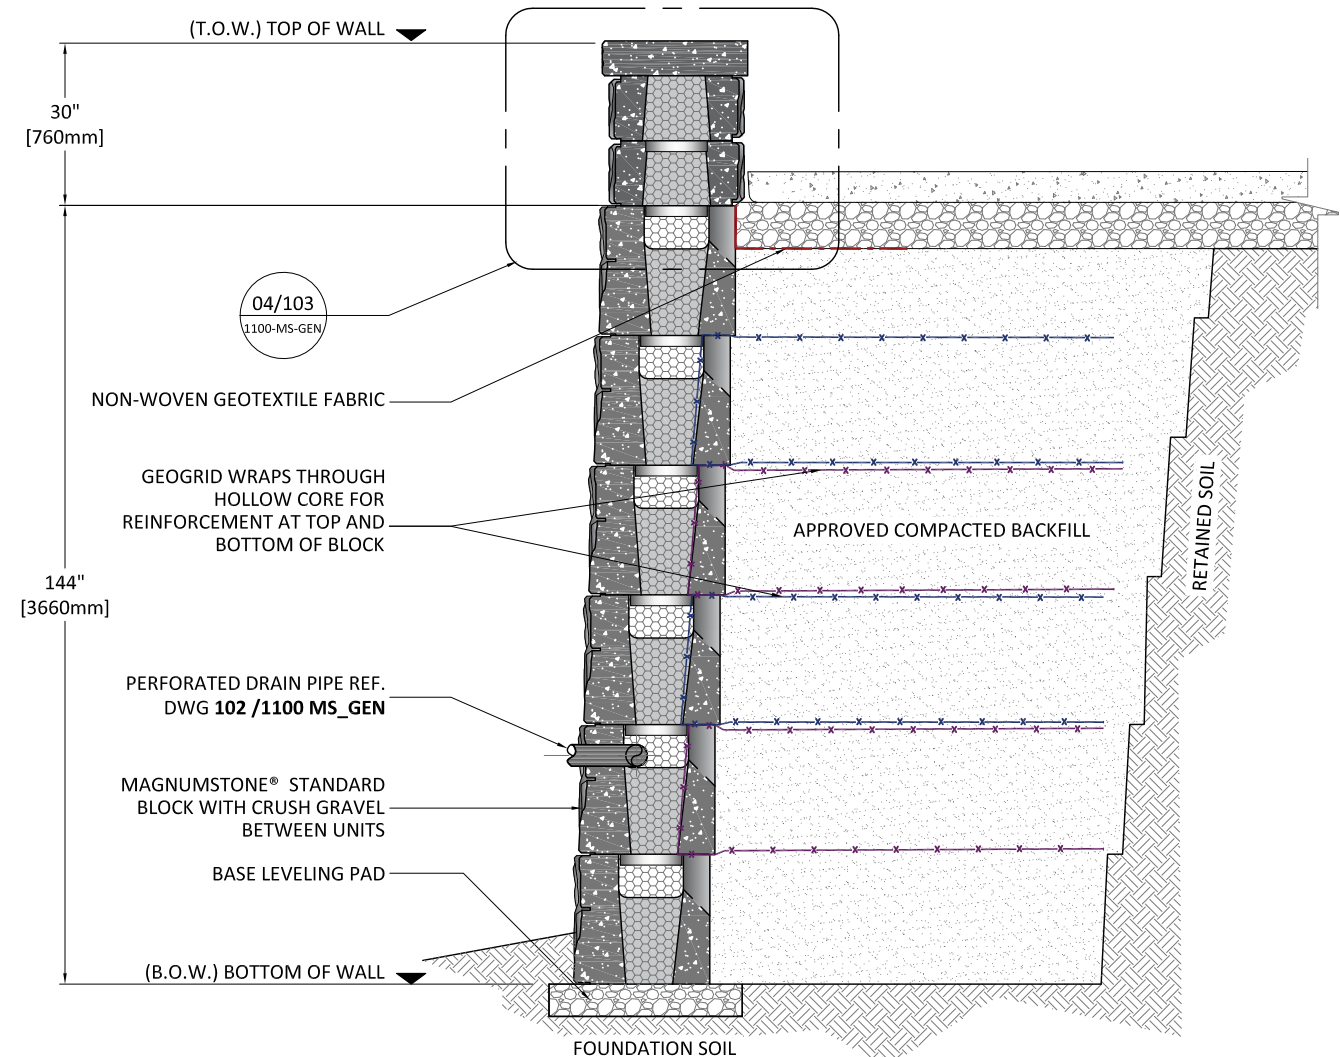 (T.O.W.) TOP OF WALL
30"
[760mm]
04/103
1100-MS-GEN
NON-WOVEN GEOTEXTILE FABRIC
GEOGRID WRAPS THROUGH
HOLLOW CORE FOR
REINFORCEMENT AT TOP AND
BOTTOM OF BLOCK
APPROVED COMPACTED BACKFILL
RETAINED SOIL
144"
[3660mm]
PERFORATED DRAIN PIPE REF.
DWG 102 /1100 MS_GEN
MAGNUMSTONE® STANDARD
BLOCK WITH CRUSH GRAVEL
BETWEEN UNITS
BASE LEVELING PAD
(B.O.W.) BOTTOM OF WALL
FOUNDATION SOIL